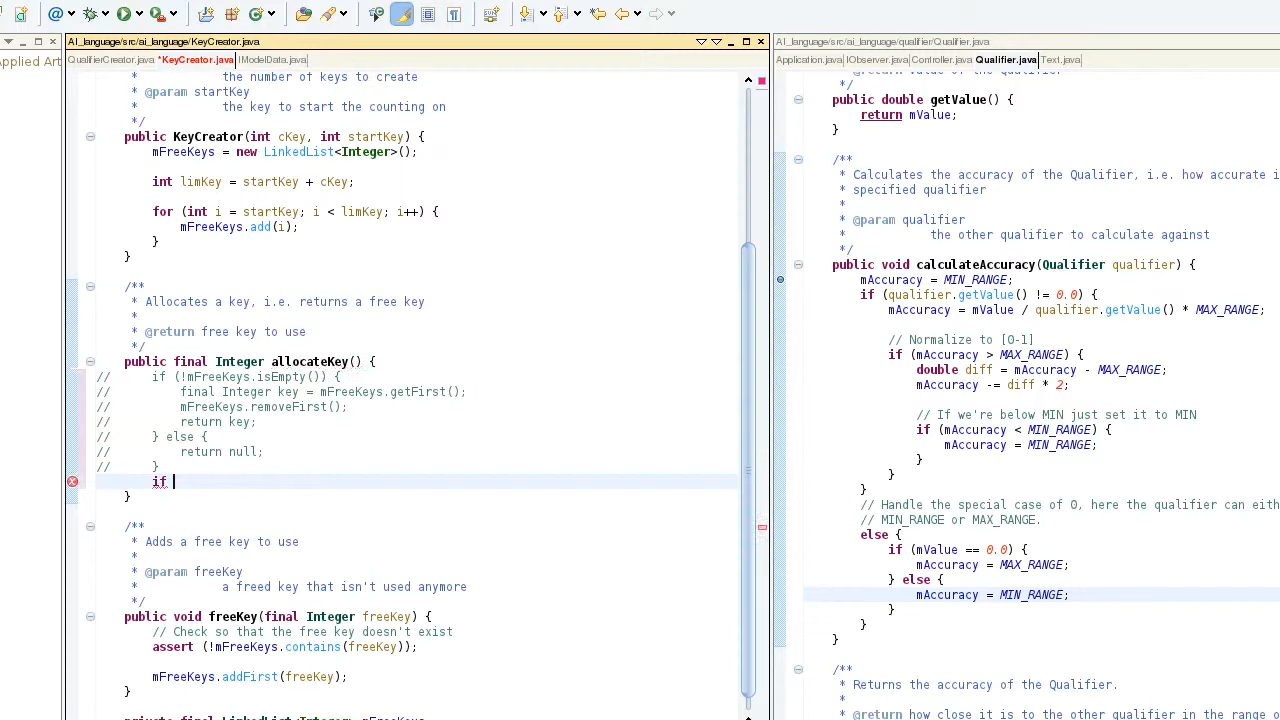 Applied Art
AI_language/src/ai_language/KeyCreator.java
QualifierCreator.java *KeyCreator.java IModelData.java
* the number of keys to create
* @param startKey
* the key to start the counting on
*/
public KeyCreator(int cKey, int startKey) {
mFreeKeys = new LinkedList<Integer>();
int limKey = startKey + cKey;
for (int i = startKey; i < limKey; i++) {
mFreeKeys.add(i);
}
}
/**
* Allocates a key, i.e. returns a free key
*
* @return free key to use
*/
public final Integer allocateKey() {
// if (!mFreeKeys.isEmpty()) {
// final Integer key = mFreeKeys.getFirst();
// mFreeKeys.removeFirst();
// return key;
// } else {
// return null;
// }
if
}
/**
* Adds a free key to use
*
* @param freeKey
* a freed key that isn't used anymore
*/
public void freeKey(final Integer freeKey) {
// Check so that the free key doesn't exist
assert (!mFreeKeys.contains(freeKey));
mFreeKeys.addFirst(freeKey);
}
private final LinkedList<Integer> mFreeKeys
AI_language/src/ai_language/qualifier/Qualifier.java
Application.java IObserver.java Controller.java Qualifier.java Text.java
* @return value of the Qualifier
*/
public double getValue() {
return mValue;
}
/**
* Calculates the accuracy of the Qualifier, i.e. how accurate i
* specified qualifier
*
* @param qualifier
* the other qualifier to calculate against
*/
public void calculateAccuracy(Qualifier qualifier) {
mAccuracy = MIN_RANGE;
if (qualifier.getValue() != 0.0) {
mAccuracy = mValue / qualifier.getValue() * MAX_RANGE;
// Normalize to [0-1]
if (mAccuracy > MAX_RANGE) {
double diff = mAccuracy - MAX_RANGE;
mAccuracy -= diff * 2;
// If we're below MIN just set it to MIN
if (mAccuracy < MIN_RANGE) {
mAccuracy = MIN_RANGE;
}
}
}
// Handle the special case of 0, here the qualifier can eith
// MIN_RANGE or MAX_RANGE.
else {
if (mValue == 0.0) {
mAccuracy = MAX_RANGE;
} else {
mAccuracy = MIN_RANGE;
}
}
}
/**
* Returns the accuracy of the Qualifier.
*
* @return how close it is to the other qualifier in the range o